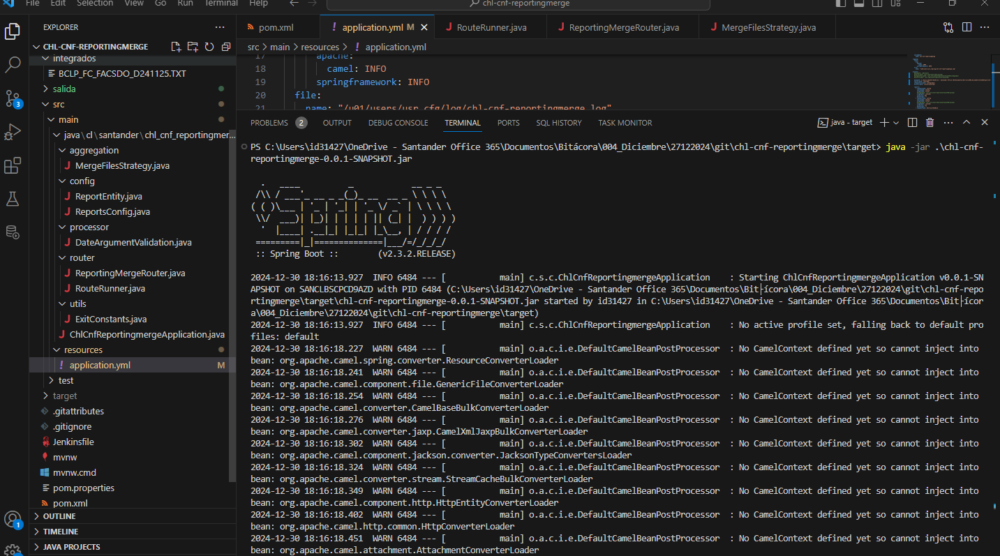 File Edit Selection View Go Run Terminal Help
chl-cnf-reportingmerge
EXPLORER
CHL-CNF-REPORTINGMERGE
integrados
BCLP_FC_FACSDO_D241125.TXT
salida
src
main
java\cl\santander\chl_cnf_reportingmer...
aggregation
MergeFilesStrategy.java
config
ReportEntity.java
ReportsConfig.java
processor
DateArgumentValidation.java
router
ReportingMergeRouter.java
RouteRunner.java
utils
ExitConstants.java
ChlCnfReportingmergeApplication.java
resources
application.yml M
test
target
.gitattributes
.gitignore
Jenkinsfile
mvnw
mvnw.cmd
pom.properties
pom.xml
OUTLINE
TIMELINE
JAVA PROJECTS
3
1
pom.xml
application.yml M
RouteRunner.java
ReportingMergeRouter.java
MergeFilesStrategy.java
src > main > resources > application.yml
17 apache:
18 camel: INFO
19 springframework: INFO
20 file:
21 name: "/u01/users/usr_cfg/log/chl-cnf-reportingmerge.log"
PROBLEMS 2 OUTPUT DEBUG CONSOLE TERMINAL PORTS SQL HISTORY TASK MONITOR
java - target
PS C:\Users\id31427\OneDrive - Santander Office 365\Documentos\Bitácora\004_Diciembre\27122024\git\chl-cnf-reportingmerge\target> java -jar .\chl-cnf-
reportingmerge-0.0.1-SNAPSHOT.jar
  .   ____          _            __ _ _
 /\\ / ___'_ __ _ _(_)_ __  __ _ \ \ \ \
( ( )\___ | '_ | '_| | '_ \/ _` | \ \ \ \
 \\/  ___)| |_)| | | | | || (_| |  ) ) ) )
  '  |____| .__|_| |_|_| |_\__, | / / / /
 =========|_|==============|___/=/_/_/_/
 :: Spring Boot ::        (v2.3.2.RELEASE)
2024-12-30 18:16:13.927  INFO 6484 --- [           main] c.s.c.ChlCnfReportingmergeApplication    : Starting ChlCnfReportingmergeApplication v0.0.1-SN
APSHOT on SANCLBSCPCD9AZD with PID 6484 (C:\Users\id31427\OneDrive - Santander Office 365\Documentos\Bit├ícora\004_Diciembre\27122024\git\chl-cnf-repo
rtingmerge\target\chl-cnf-reportingmerge-0.0.1-SNAPSHOT.jar started by id31427 in C:\Users\id31427\OneDrive - Santander Office 365\Documentos\Bit├ícor
a\004_Diciembre\27122024\git\chl-cnf-reportingmerge\target)
2024-12-30 18:16:13.927  INFO 6484 --- [           main] c.s.c.ChlCnfReportingmergeApplication    : No active profile set, falling back to default pro
files: default
2024-12-30 18:16:18.227  WARN 6484 --- [           main] o.a.c.i.e.DefaultCamelBeanPostProcessor  : No CamelContext defined yet so cannot inject into
bean: org.apache.camel.spring.converter.ResourceConverterLoader
2024-12-30 18:16:18.241  WARN 6484 --- [           main] o.a.c.i.e.DefaultCamelBeanPostProcessor  : No CamelContext defined yet so cannot inject into
bean: org.apache.camel.component.file.GenericFileConverterLoader
2024-12-30 18:16:18.254  WARN 6484 --- [           main] o.a.c.i.e.DefaultCamelBeanPostProcessor  : No CamelContext defined yet so cannot inject into
bean: org.apache.camel.converter.CamelBaseBulkConverterLoader
2024-12-30 18:16:18.276  WARN 6484 --- [           main] o.a.c.i.e.DefaultCamelBeanPostProcessor  : No CamelContext defined yet so cannot inject into
bean: org.apache.camel.converter.jaxp.CamelXmlJaxpBulkConverterLoader
2024-12-30 18:16:18.302  WARN 6484 --- [           main] o.a.c.i.e.DefaultCamelBeanPostProcessor  : No CamelContext defined yet so cannot inject into
bean: org.apache.camel.component.jackson.converter.JacksonTypeConvertersLoader
2024-12-30 18:16:18.324  WARN 6484 --- [           main] o.a.c.i.e.DefaultCamelBeanPostProcessor  : No CamelContext defined yet so cannot inject into
bean: org.apache.camel.converter.stream.StreamCacheBulkConverterLoader
2024-12-30 18:16:18.349  WARN 6484 --- [           main] o.a.c.i.e.DefaultCamelBeanPostProcessor  : No CamelContext defined yet so cannot inject into
bean: org.apache.camel.component.http.HttpEntityConverterLoader
2024-12-30 18:16:18.402  WARN 6484 --- [           main] o.a.c.i.e.DefaultCamelBeanPostProcessor  : No CamelContext defined yet so cannot inject into
bean: org.apache.camel.http.common.HttpConverterLoader
2024-12-30 18:16:18.451  WARN 6484 --- [           main] o.a.c.i.e.DefaultCamelBeanPostProcessor  : No CamelContext defined yet so cannot inject into
bean: org.apache.camel.attachment.AttachmentConverterLoader